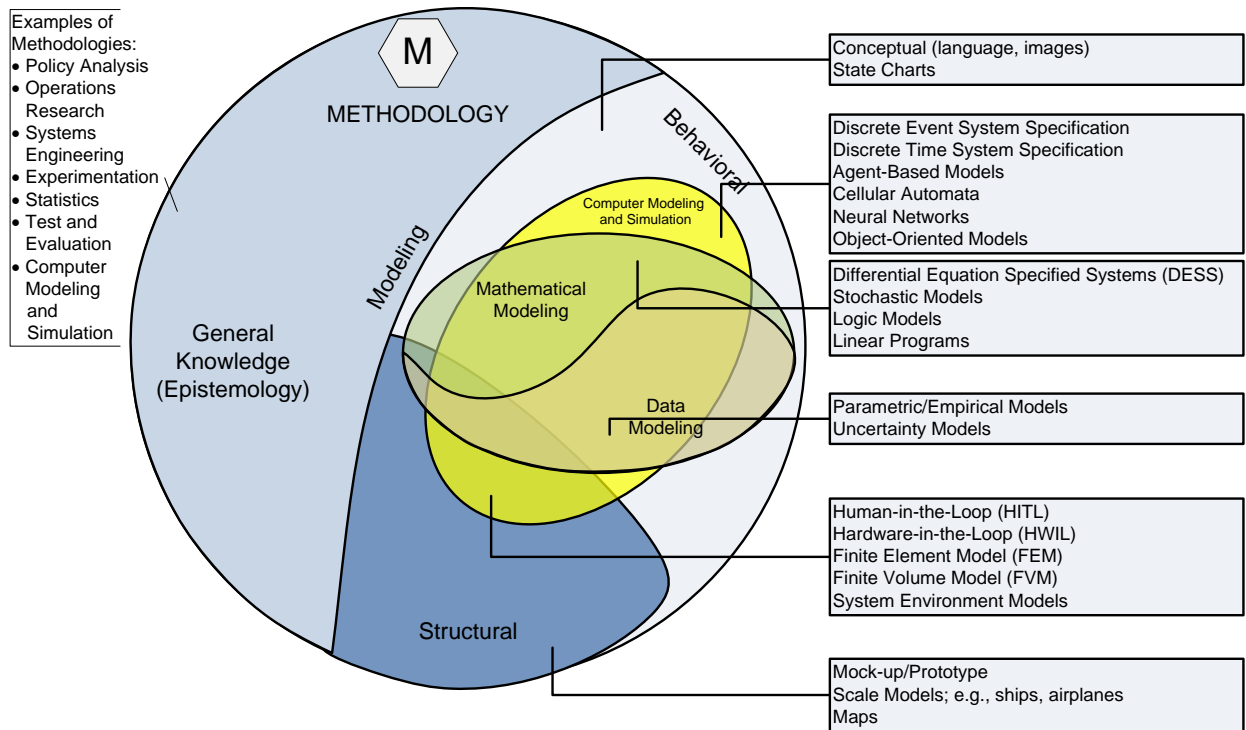 Examples of
Methodologies:
• Policy Analysis
• Operations
Research
• Systems
Engineering
• Experimentation
• Statistics
• Test and
Evaluation
• Computer
Modeling
and
Simulation
M
METHODOLOGY
General
Knowledge
(Epistemology)
Modeling
Behavioral
Computer Modeling
and Simulation
Mathematical
Modeling
Data
Modeling
Structural
Conceptual (language, images)
State Charts
Discrete Event System Specification
Discrete Time System Specification
Agent-Based Models
Cellular Automata
Neural Networks
Object-Oriented Models
Differential Equation Specified Systems (DESS)
Stochastic Models
Logic Models
Linear Programs
Parametric/Empirical Models
Uncertainty Models
Human-in-the-Loop (HITL)
Hardware-in-the-Loop (HWIL)
Finite Element Model (FEM)
Finite Volume Model (FVM)
System Environment Models
Mock-up/Prototype
Scale Models; e.g., ships, airplanes
Maps